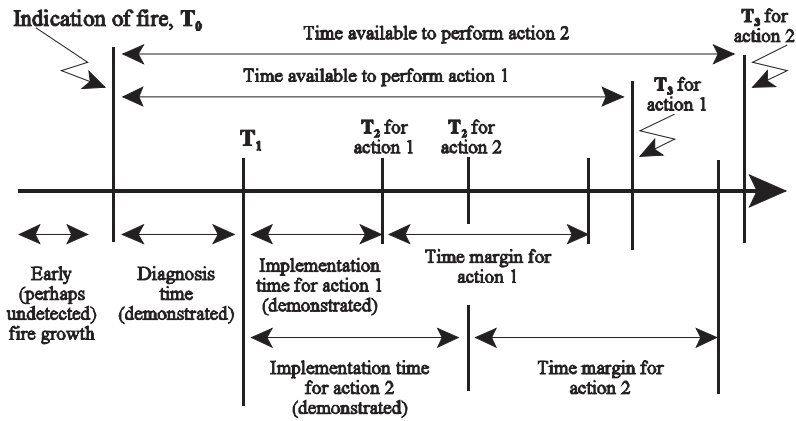 Indication of fire, T0
T3 for
action 2
Time available to perform action 2
Time available to perform action 1
T3 for
action 1
T1
T2 for
action 1
T2 for
action 2
Early
(perhaps
undetected)
fire growth
Diagnosis
time
(demonstrated)
Implementation
time for action 1
(demonstrated)
Time margin for
action 1
Implementation time
for action 2
(demonstrated)
Time margin for
action 2